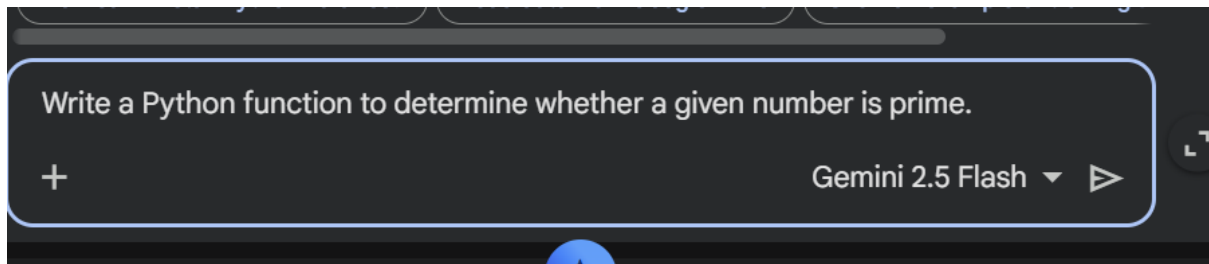 Write a Python function to determine whether a given number is prime.
Gemini 2.5 Flash